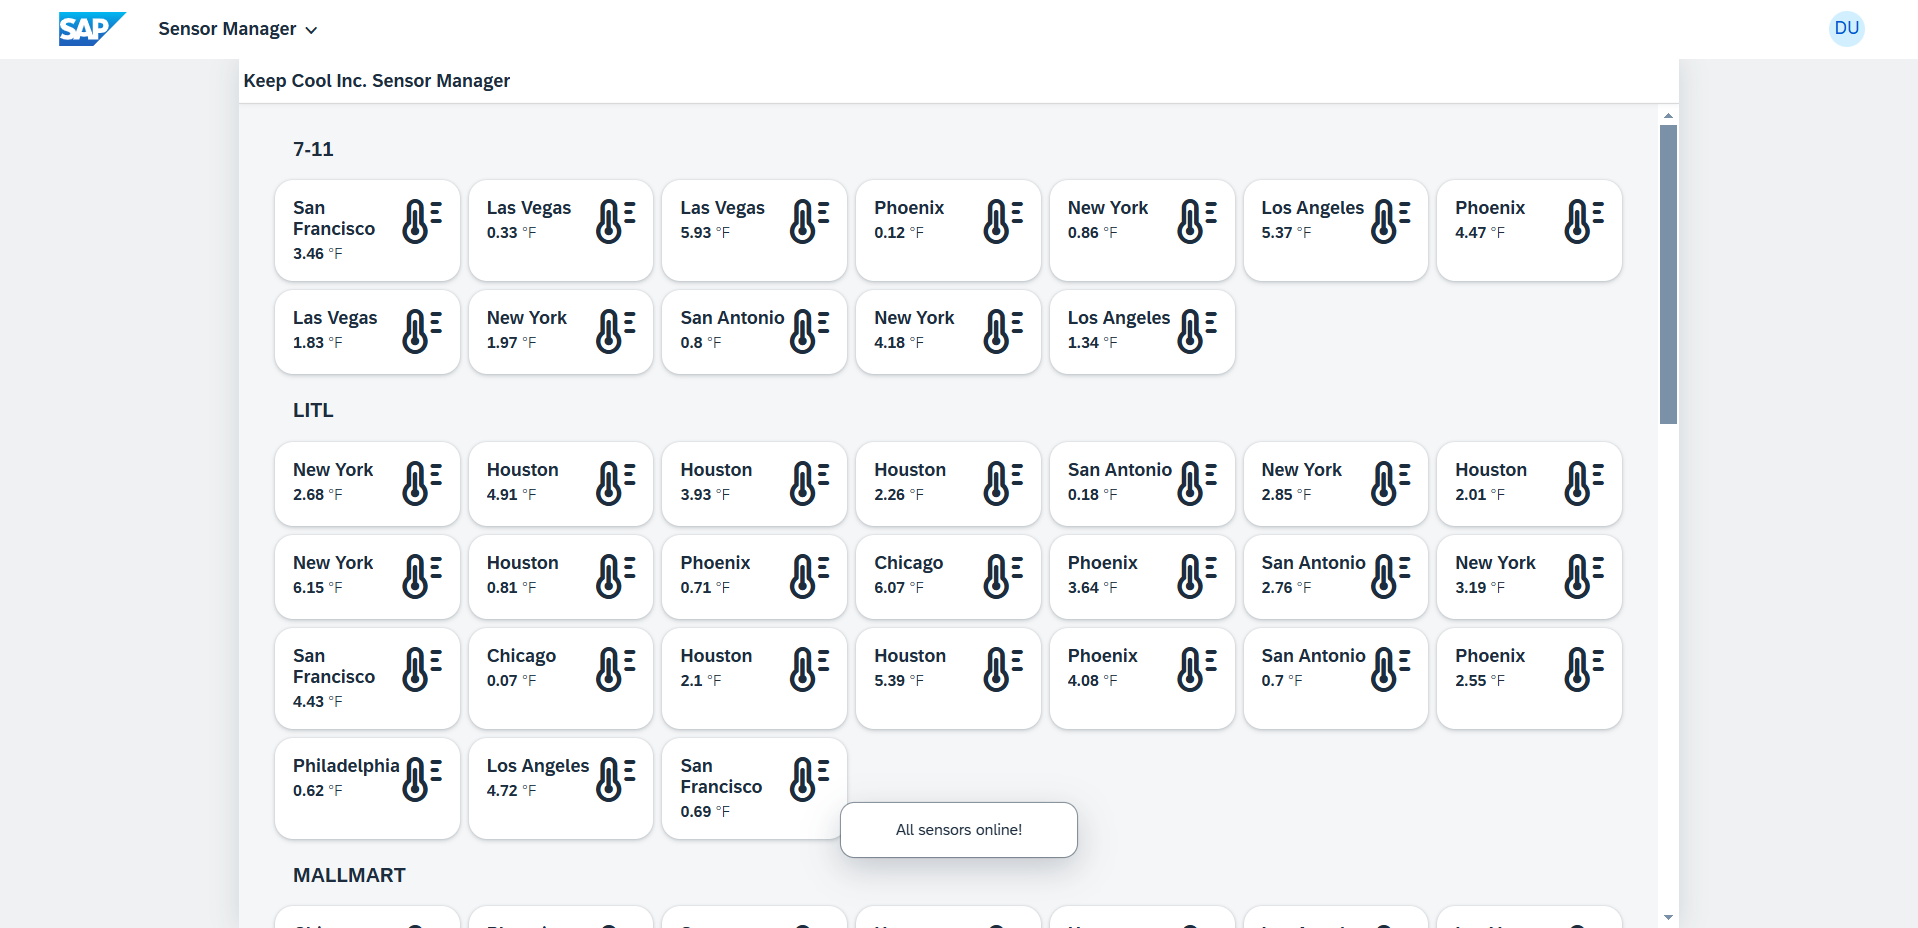 SAP
Sensor Manager
DU
Keep Cool Inc. Sensor Manager
7-11
San
Francisco
3.46 °F
Las Vegas
0.33 °F
Las Vegas
5.93 °F
Phoenix
0.12 °F
New York
0.86 °F
Los Angeles
5.37 °F
Phoenix
4.47 °F
Las Vegas
1.83 °F
New York
1.97 °F
San Antonio
0.8 °F
New York
4.18 °F
Los Angeles
1.34 °F
LITL
New York
2.68 °F
Houston
4.91 °F
Houston
3.93 °F
Houston
2.26 °F
San Antonio
0.18 °F
New York
2.85 °F
Houston
2.01 °F
New York
6.15 °F
Houston
0.81 °F
Phoenix
0.71 °F
Chicago
6.07 °F
Phoenix
3.64 °F
San Antonio
2.76 °F
New York
3.19 °F
San
Francisco
4.43 °F
Chicago
0.07 °F
Houston
2.1 °F
Houston
5.39 °F
Phoenix
4.08 °F
San Antonio
0.7 °F
Phoenix
2.55 °F
Philadelphia
0.62 °F
Los Angeles
4.72 °F
San
Francisco
0.69 °F
All sensors online!
MALLMART